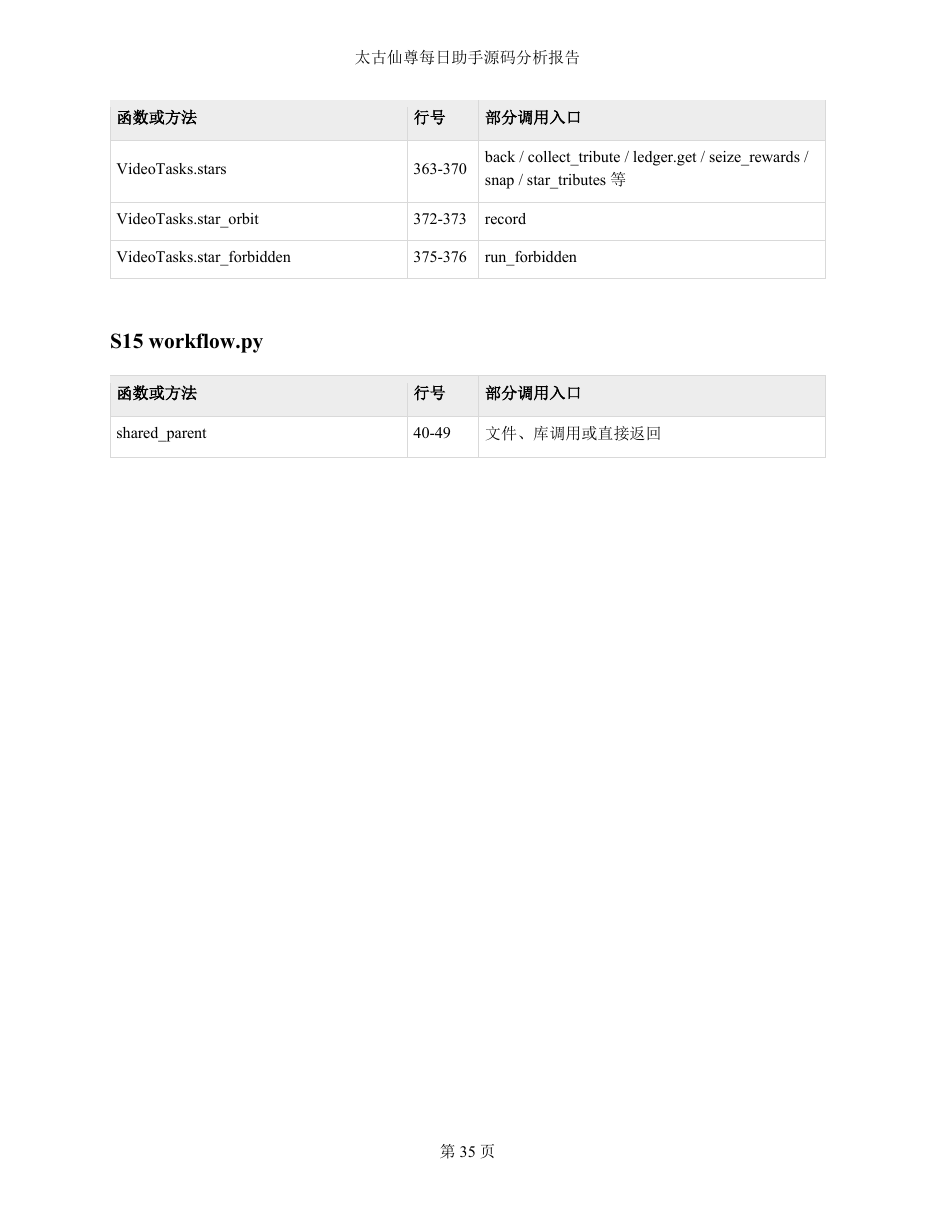 太古仙尊每日助手源码分析报告
函数或方法 行号 部分调用入口
VideoTasks.stars 363-370 back / collect_tribute / ledger.get / seize_rewards /
snap / star_tributes 等
VideoTasks.star_orbit 372-373 record
VideoTasks.star_forbidden 375-376 run_forbidden
S15 workflow.py
函数或方法 行号 部分调用入口
shared_parent 40-49 文件、库调用或直接返回
第 35 页